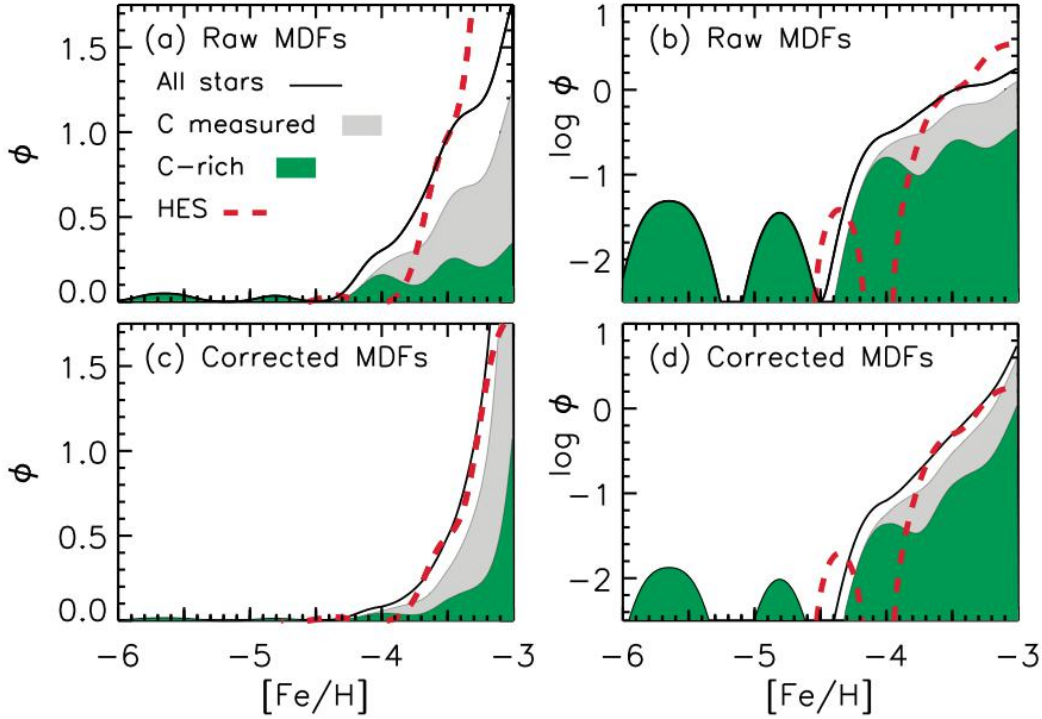 (a) Raw MDFs
All stars
C measured
C-rich
HES
1.5
1.0
0.5
0.0
ϕ
(b) Raw MDFs
1
0
-1
-2
log ϕ
(c) Corrected MDFs
1.5
1.0
0.5
0.0
ϕ
-6 -5 -4 -3
[Fe/H]
(d) Corrected MDFs
1
0
-1
-2
log ϕ
-6 -5 -4 -3
[Fe/H]